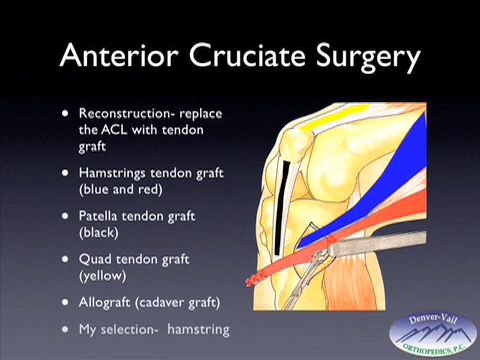 Anterior Cruciate Surgery
Reconstruction- replace
the ACL with tendon
graft
Hamstrings tendon graft
(blue and red)
Patella tendon graft
(black)
Quad tendon graft
(yellow)
Allograft (cadaver graft)
My selection- hamstring
Denver-Vail
ORTHOPEDICS, P.C.